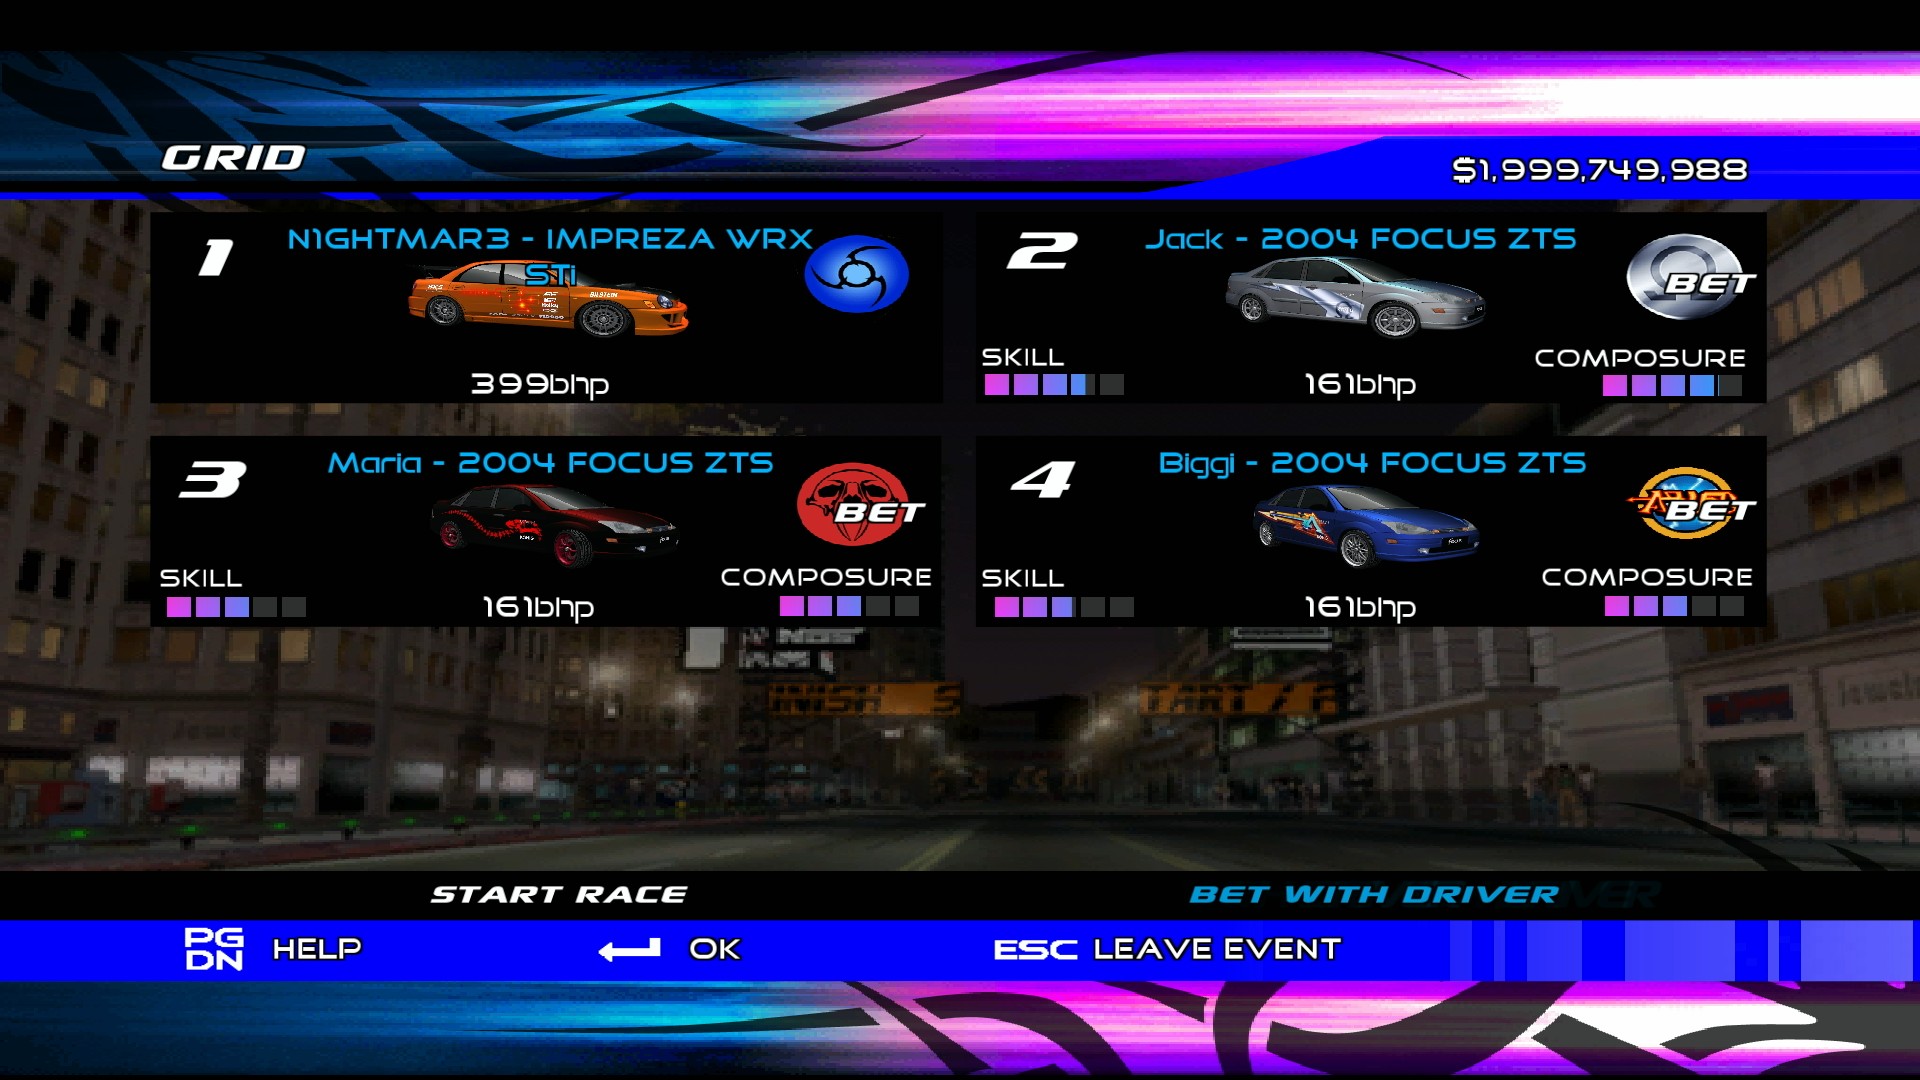 GRID
$1,999,749,988
1
N1GHTMAR3 - IMPREZA WRX
STi
399bhp
2
Jack - 2004 FOCUS ZTS
BET
SKILL
COMPOSURE
161bhp
3
Maria - 2004 FOCUS ZTS
BET
SKILL
COMPOSURE
161bhp
4
Biggi - 2004 FOCUS ZTS
BET
SKILL
COMPOSURE
161bhp
START RACE
BET WITH DRIVER
PG
DN
HELP
OK
ESC LEAVE EVENT